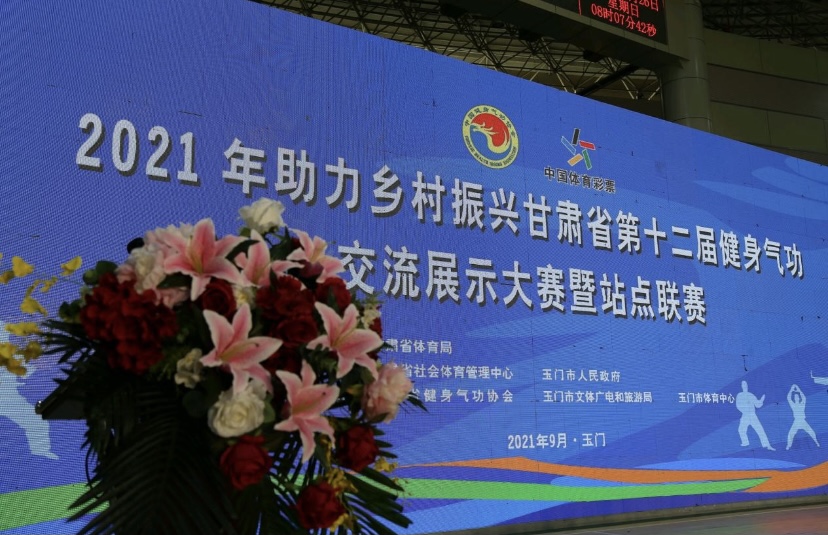 星期日
08时07分42秒
中国体育彩票
2021 年助力乡村振兴甘肃省第十二届健身气功
交流展示大赛暨站点联赛
肃省体育局
省社会体育管理中心 玉门市人民政府
健身气功协会 玉门市文体广电和旅游局 玉门市体育中心
2021年9月·玉门